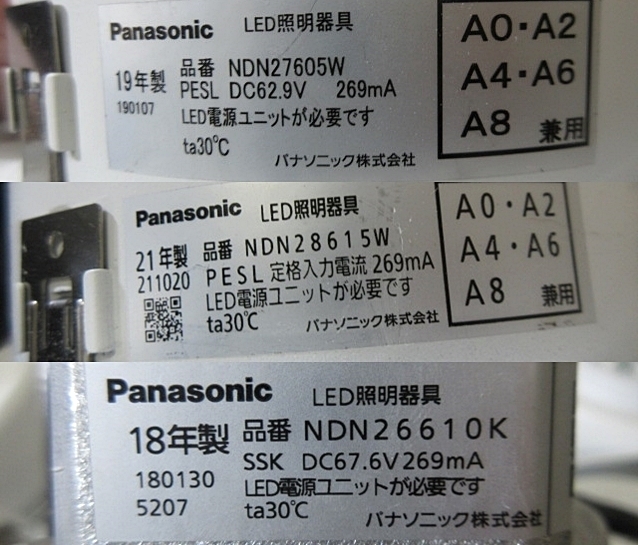 Panasonic LED照明器具
19年製 品番 NDN27605W
190107 PESL DC62.9V 269mA
LED電源ユニットが必要です
ta30℃
パナソニック株式会社
A0・A2
A4・A6
A8 兼用
Panasonic LED照明器具
21年製 品番 NDN28615W
211020 PESL 定格入力電流 269mA
LED電源ユニットが必要です
ta30℃
パナソニック株式会社
A0・A2
A4・A6
A8 兼用
Panasonic LED照明器具
18年製 品番 NDN26610K
180130 SSK DC67.6V 269mA
5207 LED電源ユニットが必要です
ta30℃
パナソニック株式会社